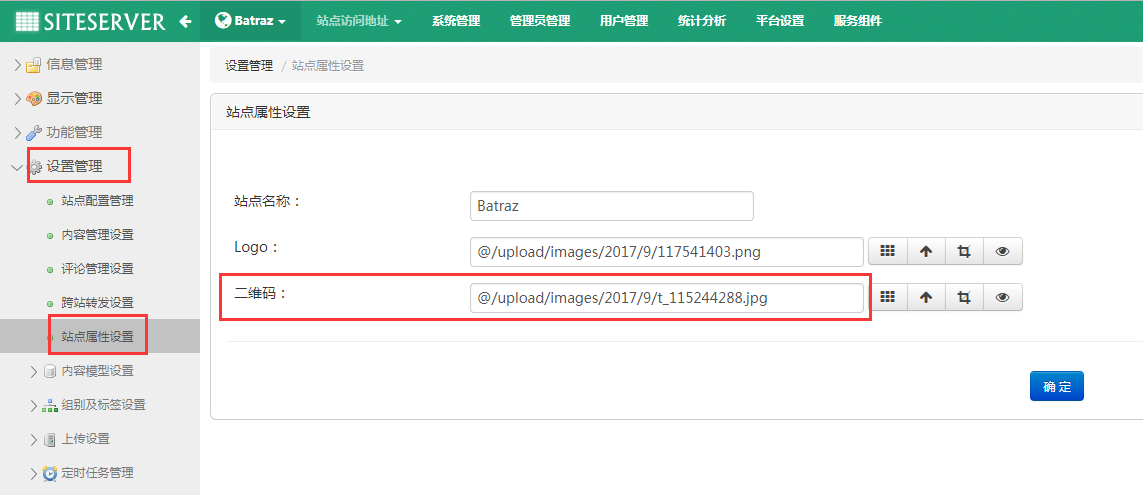 SITESERVER
Batraz
站点访问地址
系统管理
管理员管理
用户管理
统计分析
平台设置
服务组件
信息管理
显示管理
功能管理
设置管理
站点配置管理
内容管理设置
评论管理设置
跨站转发设置
站点属性设置
内容模型设置
组别及标签设置
上传设置
定时任务管理
设置管理 / 站点属性设置
站点属性设置
站点名称： Batraz
Logo： @/upload/images/2017/9/117541403.png
二维码： @/upload/images/2017/9/t_115244288.jpg
确 定